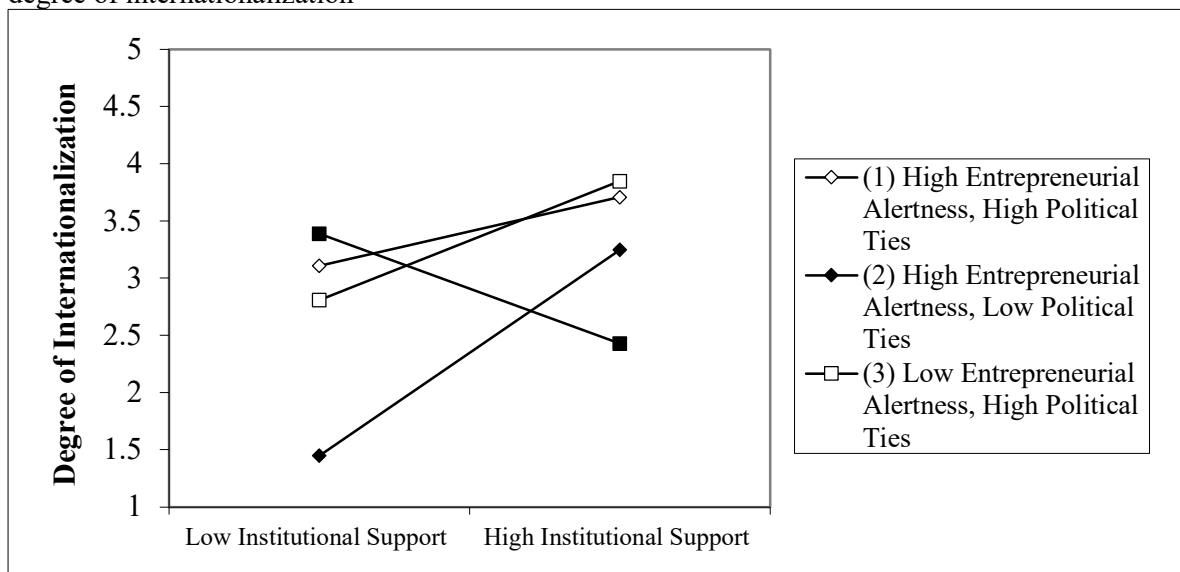 degree of internationalization
5
4.5
4
3.5
3
2.5
2
1.5
1
Degree of Internationalization
Low Institutional Support
High Institutional Support
(1) High Entrepreneurial
Alertness, High Political
Ties
(2) High Entrepreneurial
Alertness, Low Political
Ties
(3) Low Entrepreneurial
Alertness, High Political
Ties